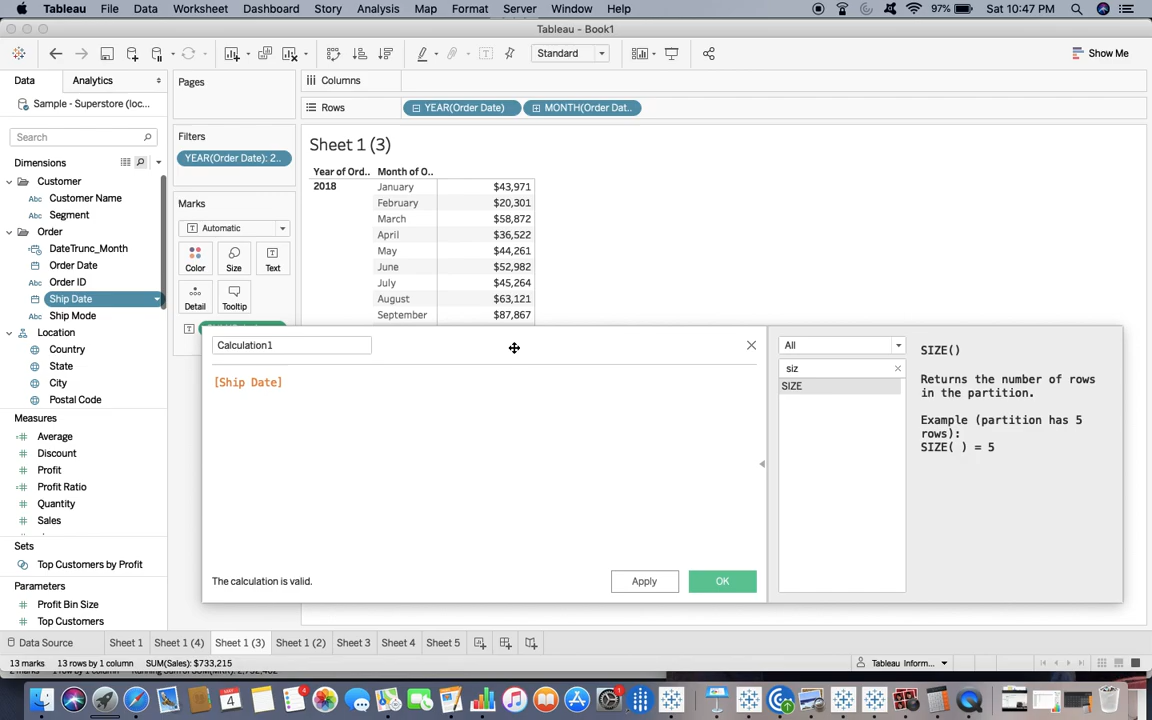 Tableau File Data Worksheet Dashboard Story Analysis Map Format Server Window Help 97% Sat 10:47 PM
Tableau - Book1
Standard Show Me
Data Analytics Pages Columns
Sample - Superstore (loc...
Rows YEAR(Order Date) MONTH(Order Dat..
Search Filters Sheet 1 (3)
Dimensions YEAR(Order Date): 2...
Year of Ord.. Month of O..
Customer 2018 January $43,971
Customer Name Marks February $20,301
Segment March $58,872
Order Automatic April $36,522
DateTrunc_Month May $44,261
Order Date Color Size Text June $52,982
Order ID July $45,264
Ship Date Detail Tooltip August $63,121
Ship Mode September $87,867
Location
Country Calculation1 All SIZE()
State siz
City [Ship Date] SIZE Returns the number of rows
in the partition.
Postal Code
Measures Example (partition has 5
rows):
Average SIZE( ) = 5
Discount
Profit
Profit Ratio
Quantity
Sales
Sets
Top Customers by Profit
Parameters The calculation is valid. Apply OK
Profit Bin Size
Top Customers
Data Source Sheet 1 Sheet 1 (4) Sheet 1 (3) Sheet 1 (2) Sheet 3 Sheet 4 Sheet 5
13 marks 13 rows by 1 column SUM(Sales): $733,215 Tableau Inform...